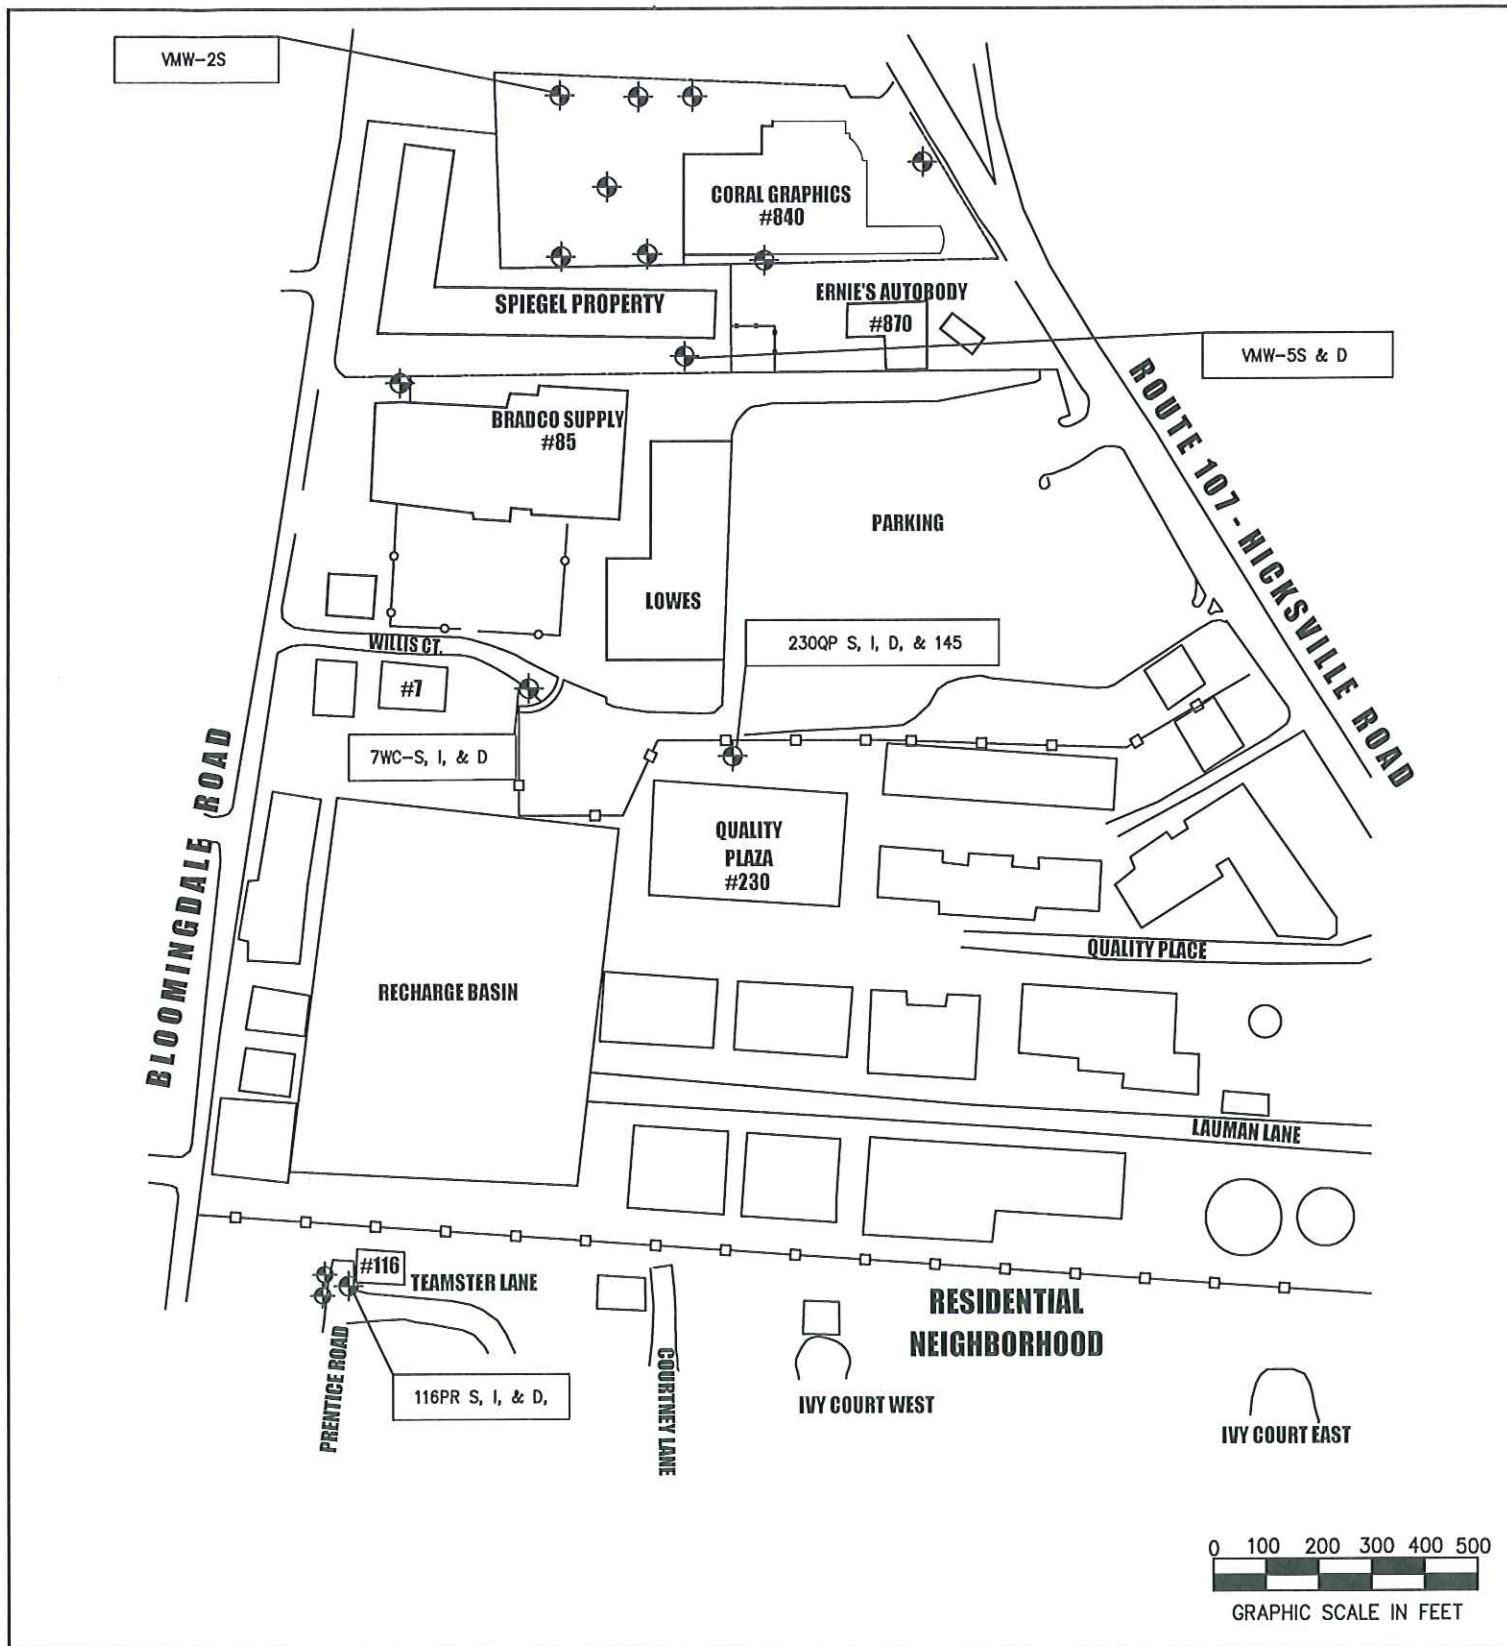 VMW-2S
CORAL GRAPHICS
#840
SPIEGEL PROPERTY
ERNIE'S AUTOBODY
#870
VMW-5S & D
BRADCO SUPPLY
#85
ROUTE 107 - HICKSVILLE ROAD
PARKING
LOWES
WILLIS CT.
230QP S, I, D, & 145
#7
7WC-S, I, & D
BLOOMINGDALE ROAD
QUALITY
PLAZA
#230
QUALITY PLACE
RECHARGE BASIN
LAUMAN LANE
#116
TEAMSTER LANE
RESIDENTIAL
NEIGHBORHOOD
PRENTICE ROAD
116PR S, I, & D,
COURTNEY LANE
IVY COURT WEST
IVY COURT EAST
0 100 200 300 400 500
GRAPHIC SCALE IN FEET